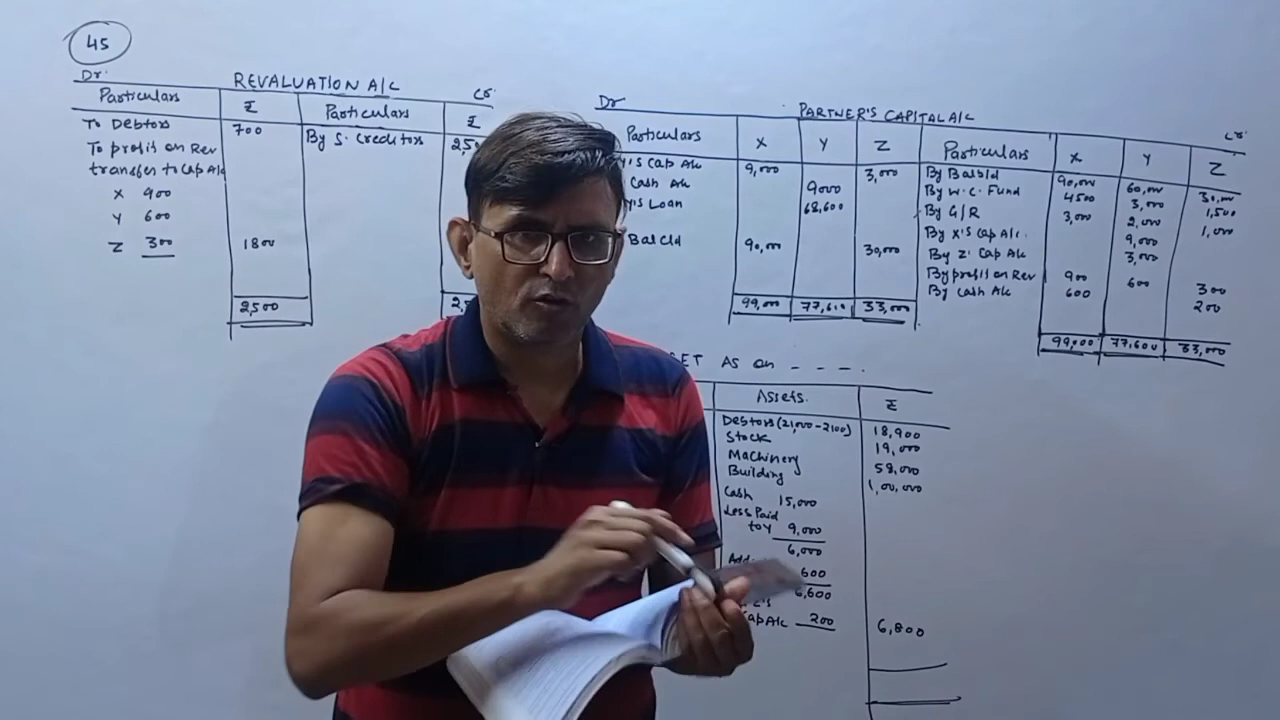 45
Dr. REVALUATION A/C Cr.
Particulars ₹ Particulars ₹
To Debtors 700 By S. Creditors
To profit on Rev
transfer to Cap A/c
X 900
Y 600
Z 300 1800
2,500
Dr PARTNER'S CAPITAL A/C Cr.
Particulars X Y Z Particulars X Y Z
Y's Cap A/c 9,000 3,000 By Bal b/d 90,000 60,000 30,000
Cash A/c 9000 By W.C. Fund 4500 3,000 1,500
Y's Loan 68,600 By G/R 3,000 2,000 1,000
By X's Cap A/c. 9,000
By Z' Cap A/c 3,000
Bal C/d 90,000 30,000 By profit on Rev 900 600 300
By Cash A/c 600 200
99,000 77,600 33,000 99,000 77,600 33,000
AS on - - - -.
Assets. ₹
Debtors (21,000-2100) 18,900
Stock 19,000
Machinery
Building 1,00,000
Cash 15,000
Less Paid
to Y 9,000
6,000
600
6,600
Cap A/c 200 6,800